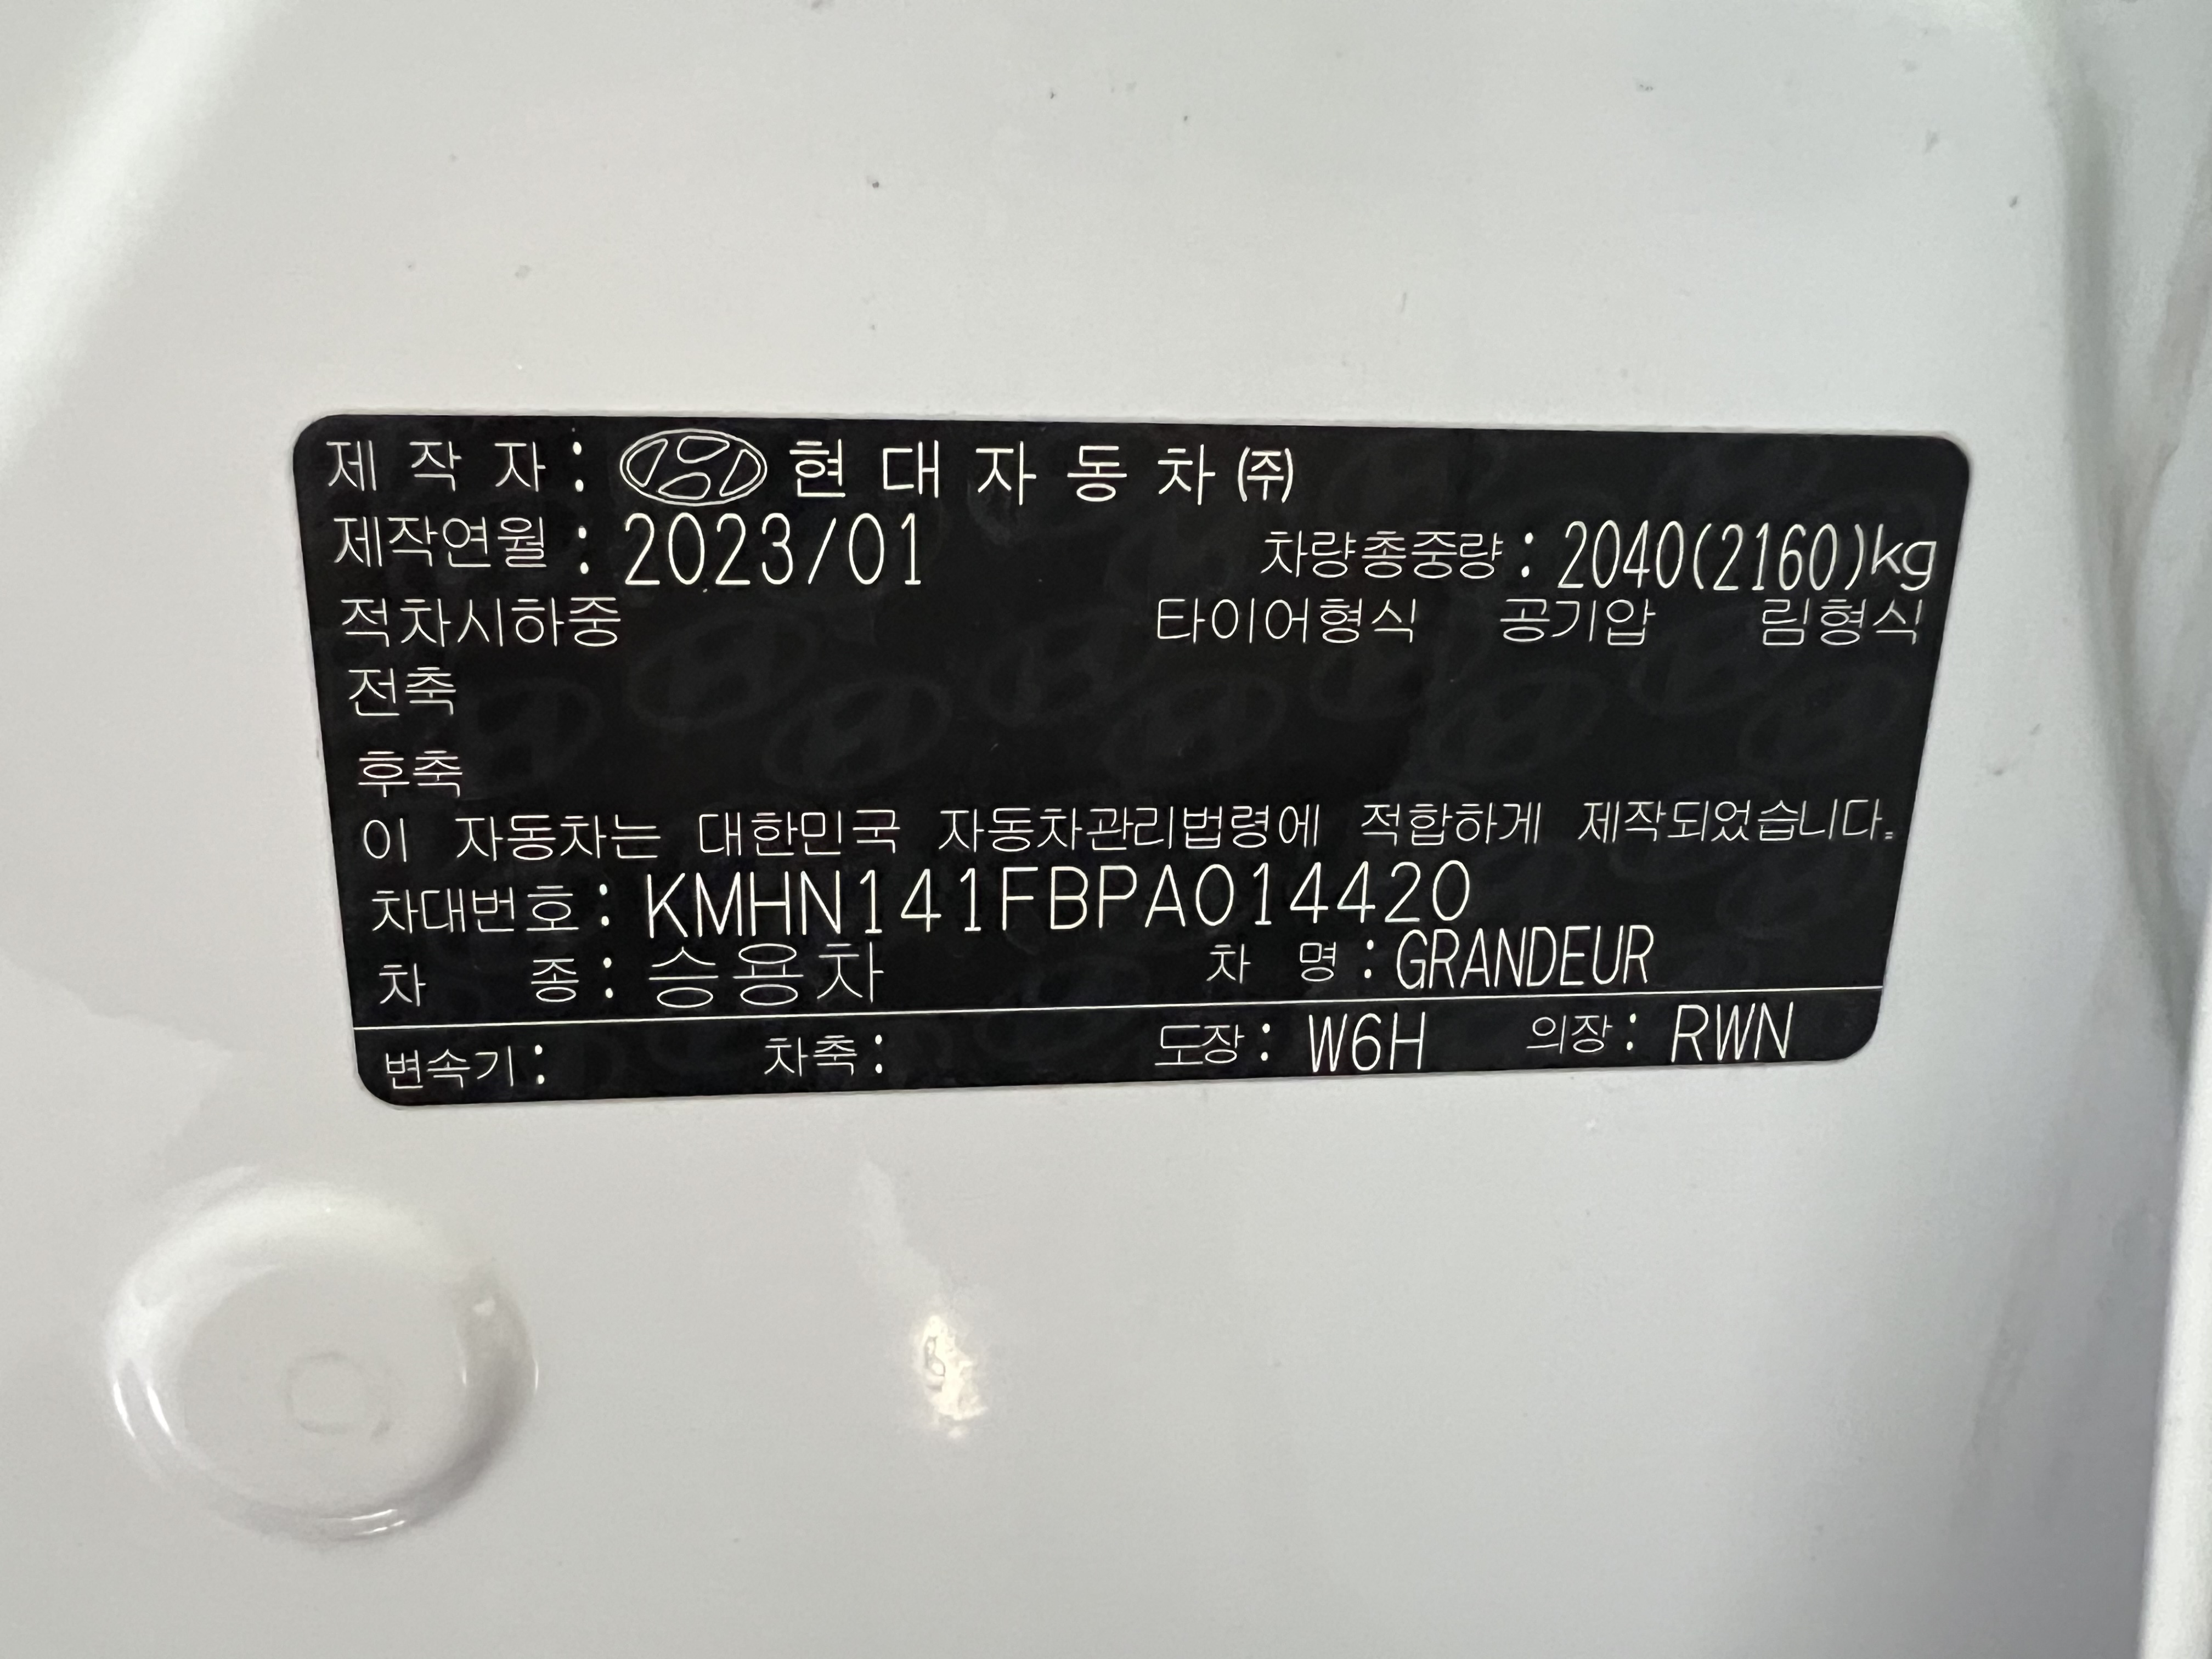 제 작 자 : 현 대 자 동 차 ㈜
제작연월 : 2023/01 차량총중량 : 2040(2160)kg
적차시하중 타이어형식 공기압 림형식
전축
후축
이 자동차는 대한민국 자동차관리법령에 적합하게 제작되었습니다.
차대번호 : KMHN141FBPA014420
차 종 : 승용차 차 명 : GRANDEUR
변속기 : 차축 : 도장 : W6H 의장 : RWN